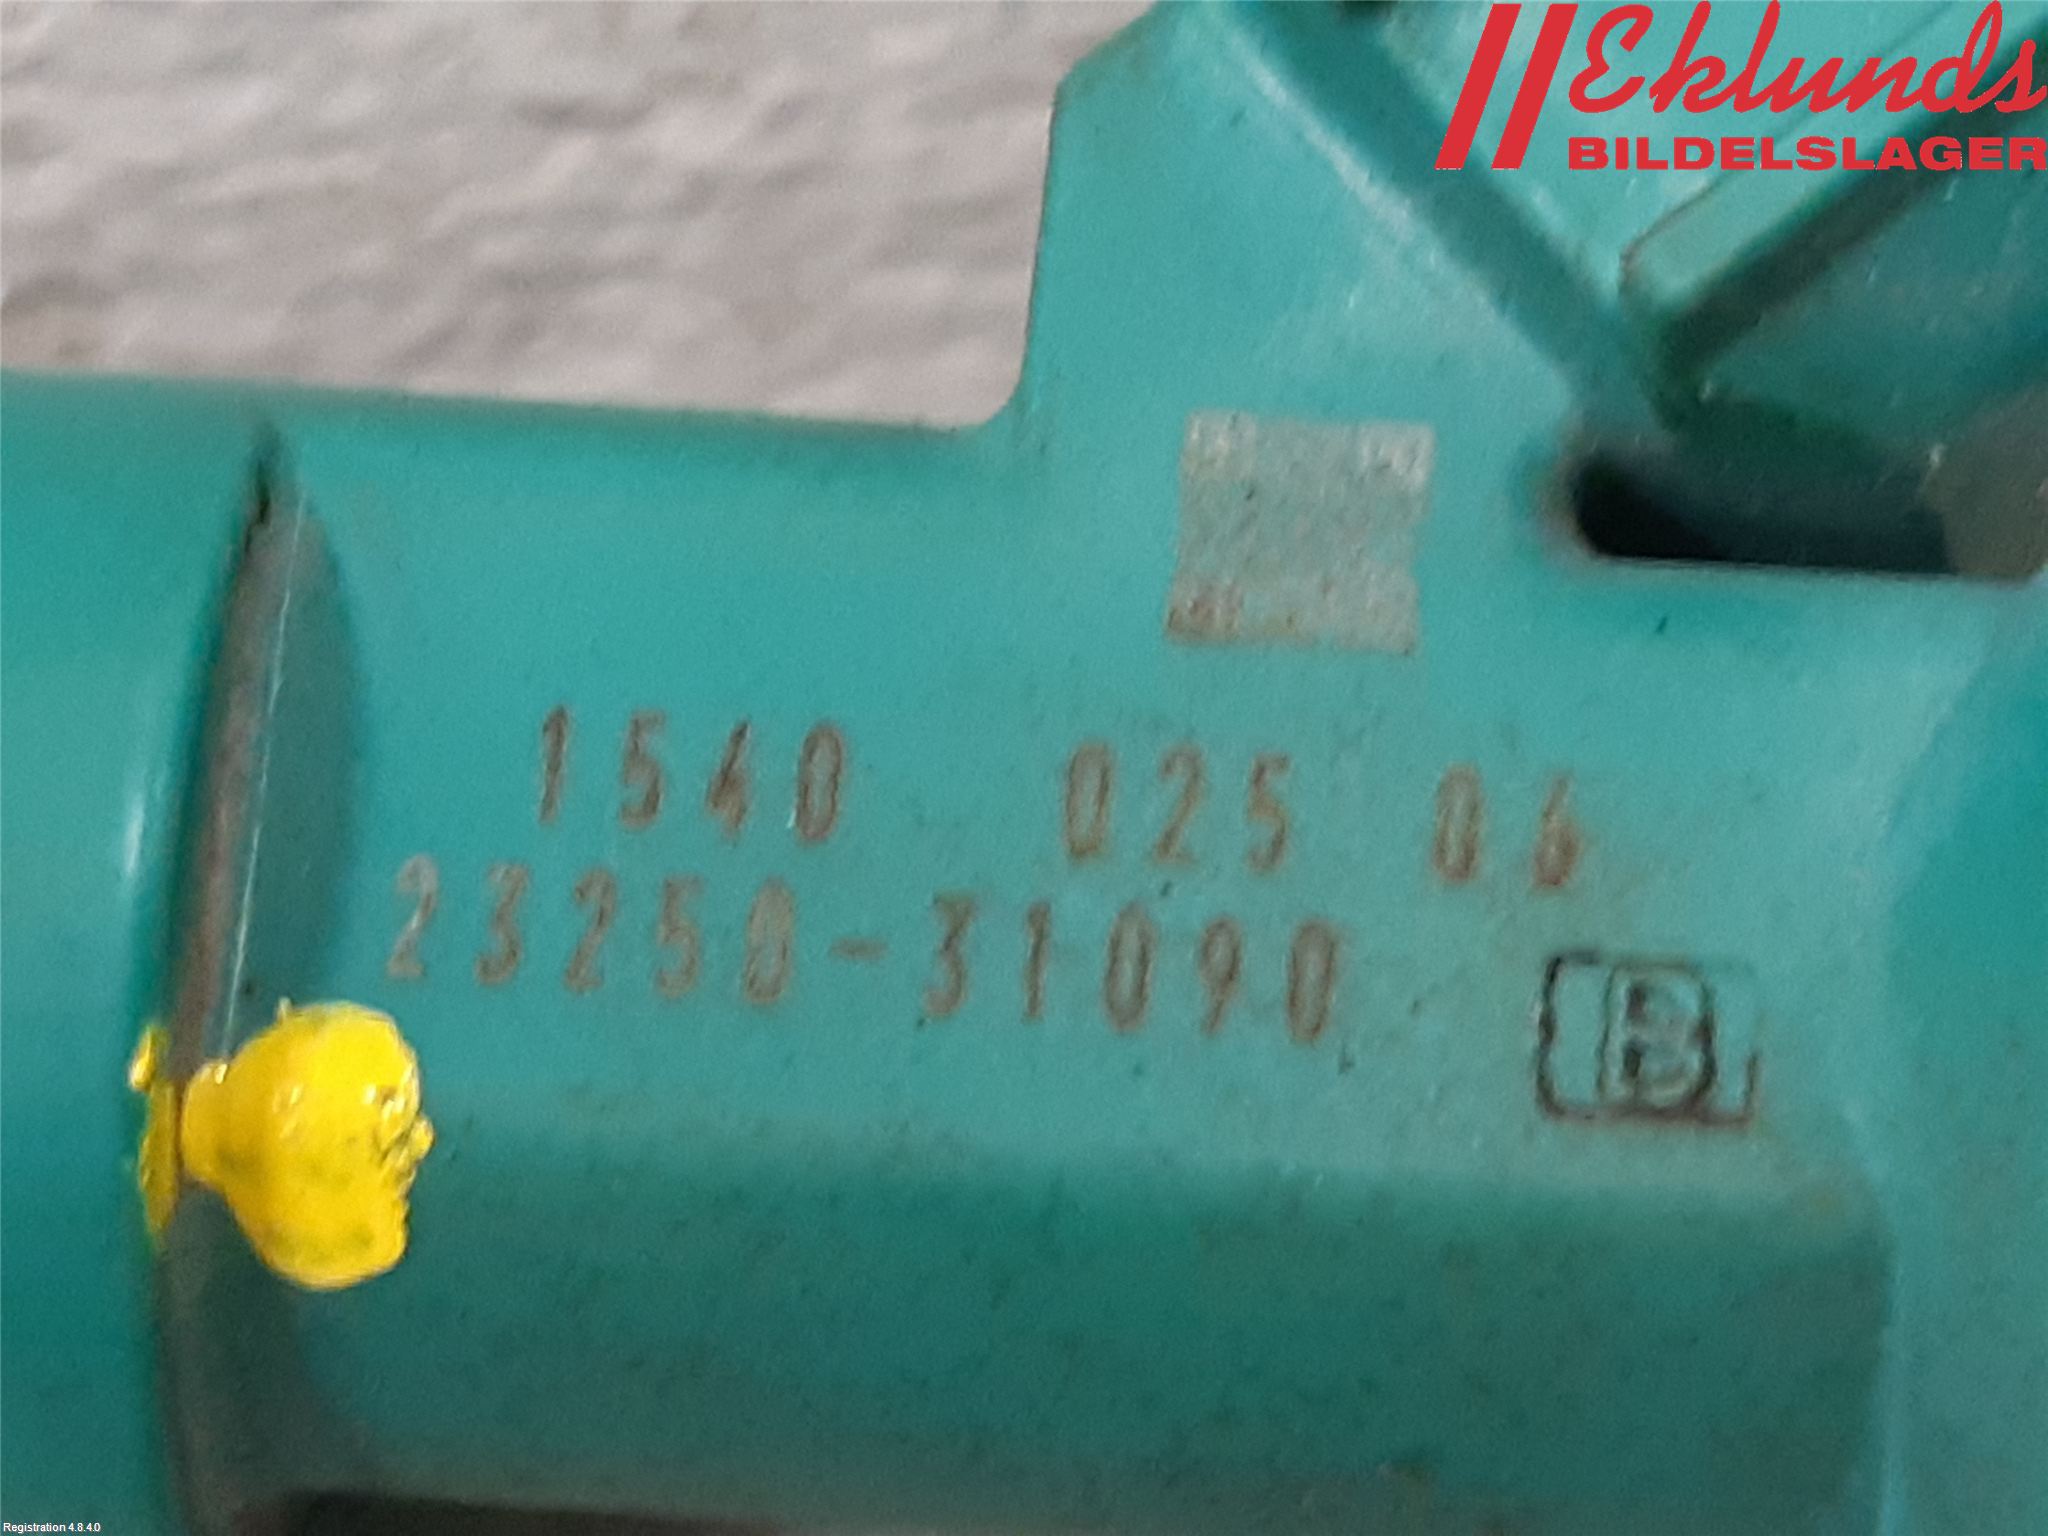 Eklunds
BILDELSLAGER
1540 025 06
23250-31090
B
Registration 4.8.4.0